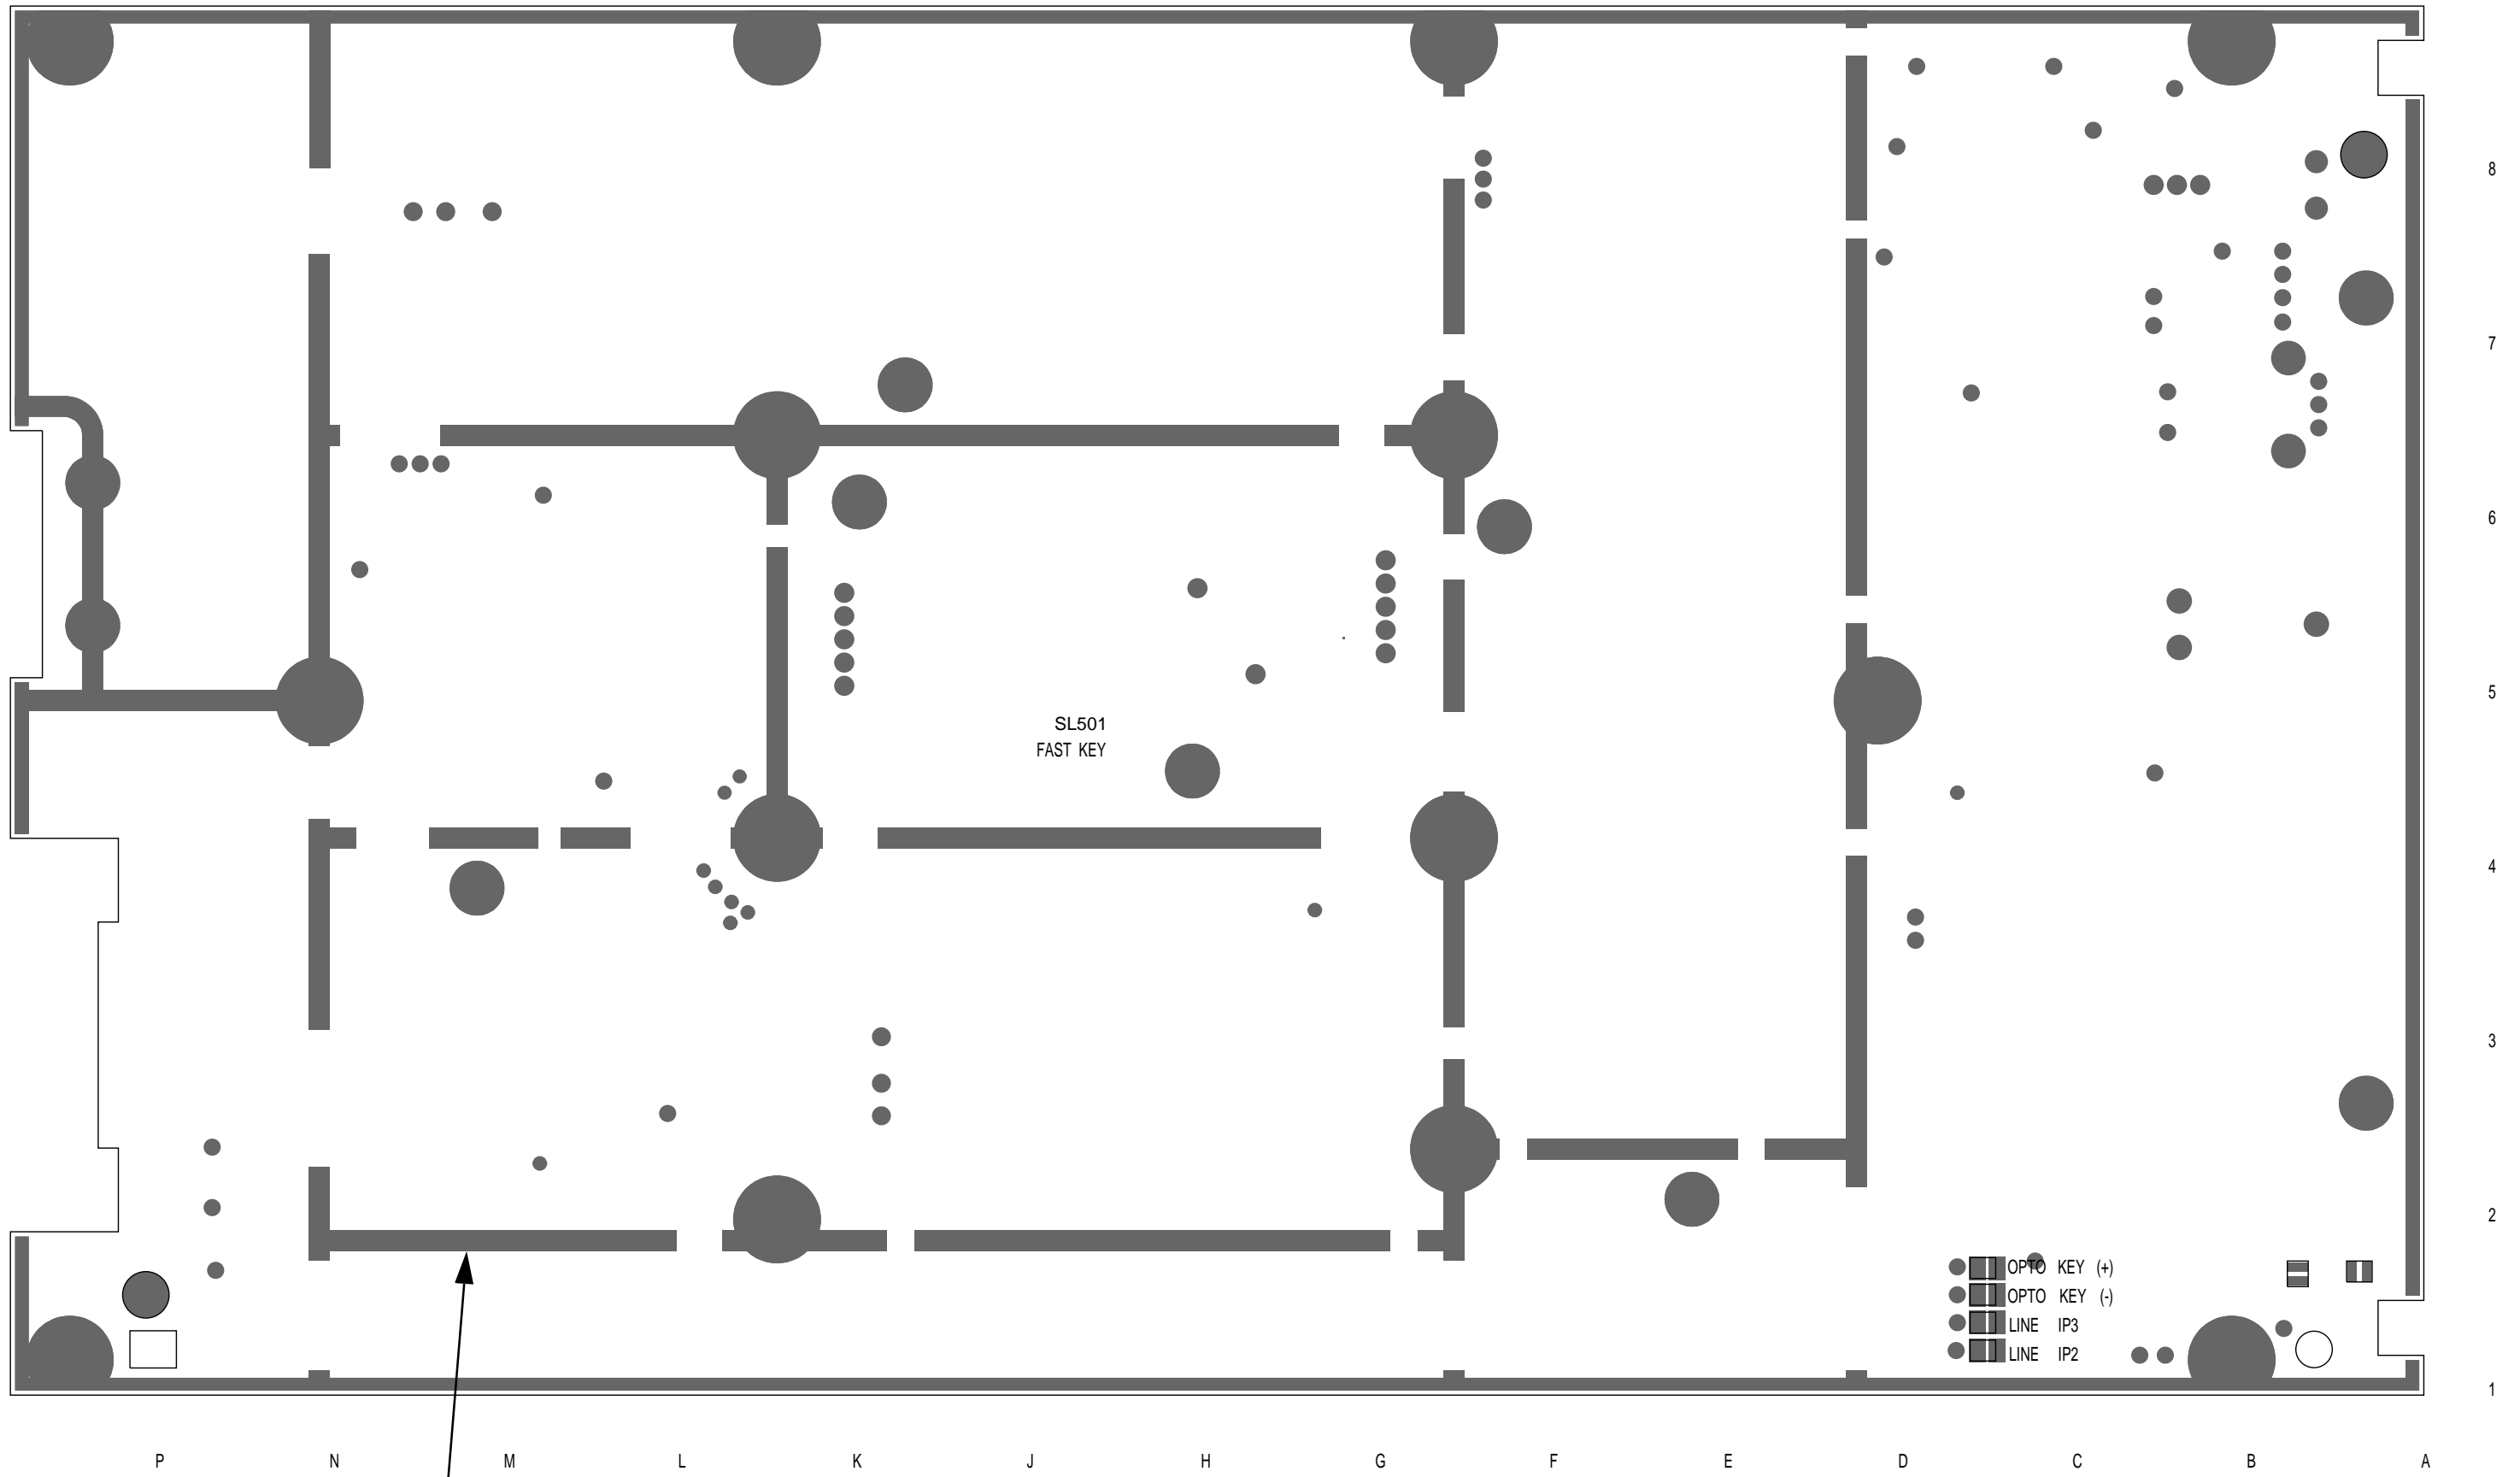 8
7
6
5
SL501
FAST KEY
4
3
2
OPTO KEY (+)
OPTO KEY (-)
LINE IP3
LINE IP2
1
P N M L K J H G F E D C B A